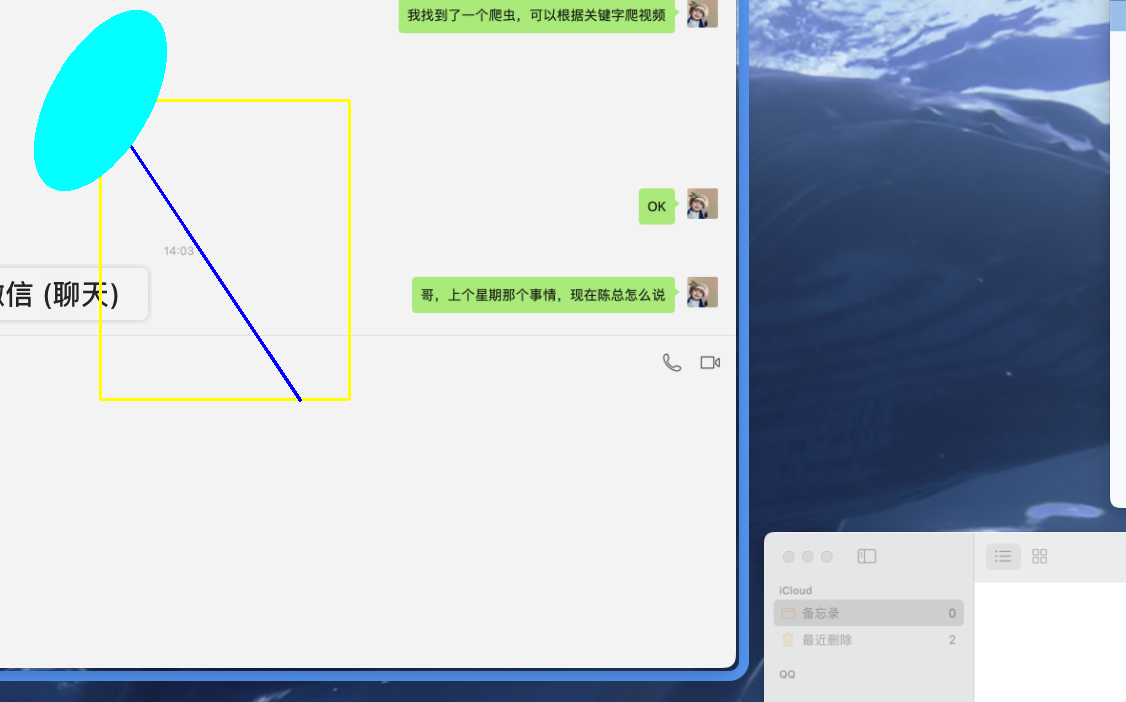 我找到了一个爬虫，可以根据关键字爬视频
OK
14:03
信 (聊天)
哥，上个星期那个事情，现在陈总怎么说
iCloud
备忘录 0
最近删除 2
QQ